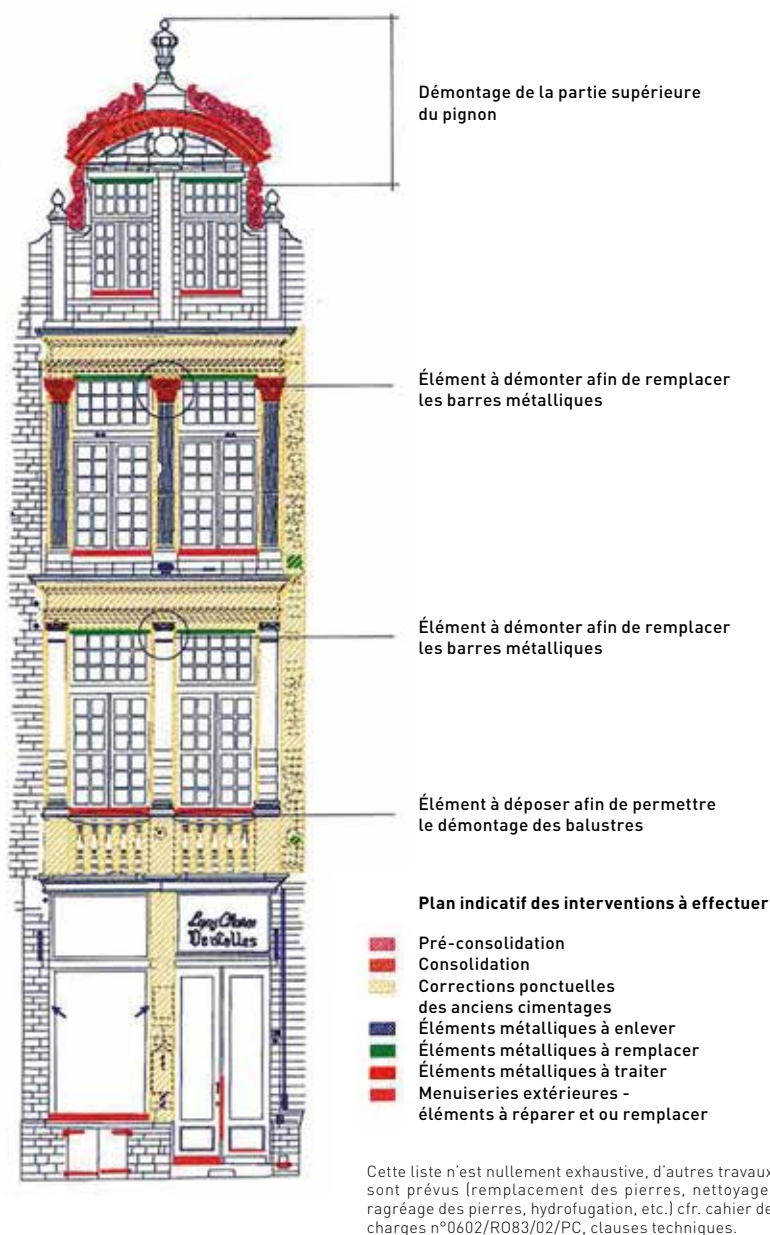 Démontage de la partie supérieure
du pignon
Élément à démonter afin de remplacer
les barres métalliques
Élément à démonter afin de remplacer
les barres métalliques
Élément à déposer afin de permettre
le démontage des balustres
Plan indicatif des interventions à effectuer
Pré-consolidation
Consolidation
Corrections ponctuelles
des anciens cimentages
Éléments métalliques à enlever
Éléments métalliques à remplacer
Éléments métalliques à traiter
Menuiseries extérieures -
éléments à réparer et ou remplacer
Cette liste n'est nullement exhaustive, d'autres travaux
sont prévus (remplacement des pierres, nettoyage,
ragréage des pierres, hydrofugation, etc.) cfr. cahier de
charges n°0602/RO83/02/PC, clauses techniques.